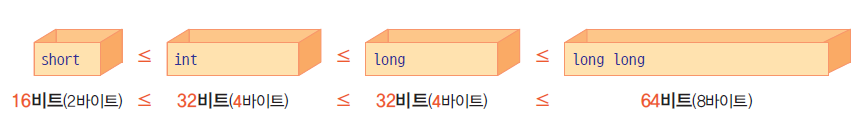 short ≤ int ≤ long ≤ long long
16비트(2바이트) ≤ 32비트(4바이트) ≤ 32비트(4바이트) ≤ 64비트(8바이트)